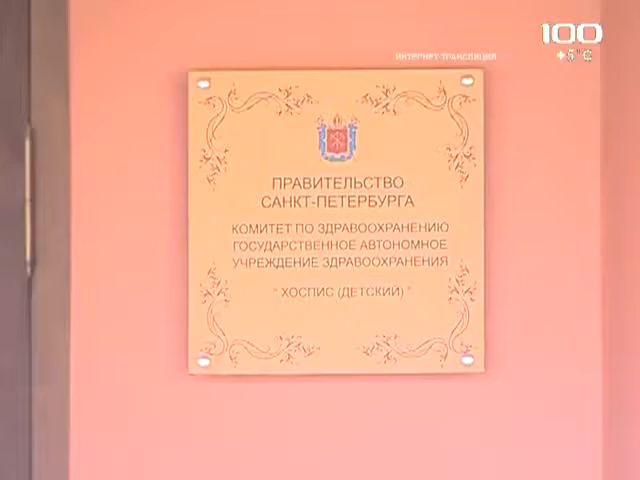 100
ИНТЕРНЕТ-ТРАНСЛЯЦИЯ
+5°C
ПРАВИТЕЛЬСТВО
САНКТ-ПЕТЕРБУРГА
КОМИТЕТ ПО ЗДРАВООХРАНЕНИЮ
ГОСУДАРСТВЕННОЕ АВТОНОМНОЕ
УЧРЕЖДЕНИЕ ЗДРАВООХРАНЕНИЯ
" ХОСПИС (ДЕТСКИЙ) "